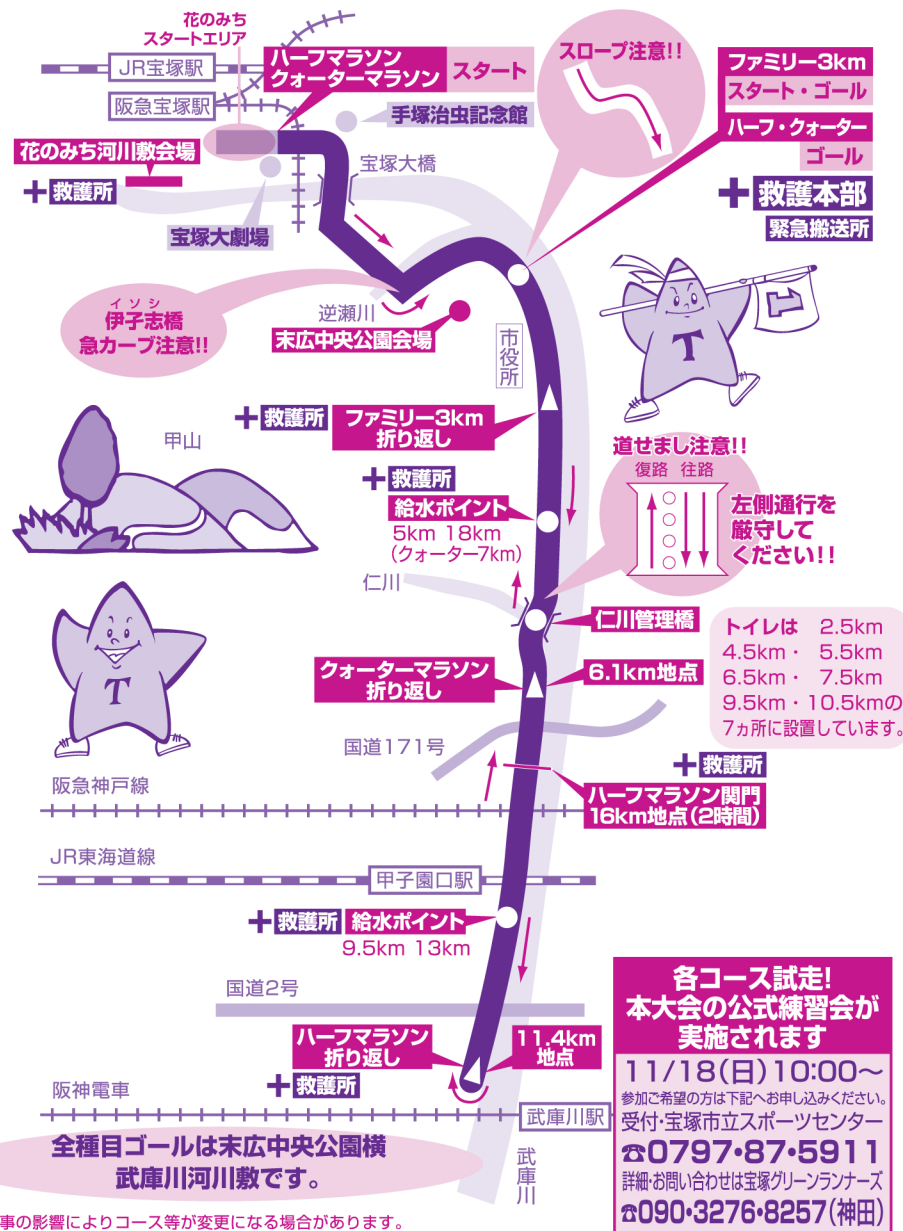 花のみち
スタートエリア
JR宝塚駅
阪急宝塚駅
ハーフマラソン
クォーターマラソン
スタート
スロープ注意!!
ファミリー3km
スタート・ゴール
ハーフ・クォーター
ゴール
救護本部
緊急搬送所
手塚治虫記念館
花のみち河川敷会場
救護所
宝塚大橋
宝塚大劇場
イソシ
伊孑志橋
急カーブ注意!!
逆瀬川
末広中央公園会場
市役所
T
1
救護所
ファミリー3km
折り返し
甲山
救護所
給水ポイント
5km 18km
(クォーター7km)
道せまし注意!!
復路 往路
左側通行を
厳守して
ください!!
仁川
仁川管理橋
T
クォーターマラソン
折り返し
6.1km地点
トイレは 2.5km
4.5km・ 5.5km
6.5km・ 7.5km
9.5km・10.5kmの
7ヵ所に設置しています。
国道171号
救護所
阪急神戸線
ハーフマラソン関門
16km地点(2時間)
JR東海道線
甲子園口駅
救護所
給水ポイント
9.5km 13km
国道2号
ハーフマラソン
折り返し
11.4km
地点
救護所
阪神電車
武庫川駅
武庫川
全種目ゴールは末広中央公園横
武庫川河川敷です。
各コース試走!
本大会の公式練習会が
実施されます
11/18(日)10:00〜
参加ご希望の方は下記へお申し込みください。
受付・宝塚市立スポーツセンター
☎0797・87・5911
詳細・お問い合わせは宝塚グリーンランナーズ
☎090・3276・8257(神田)
事の影響によりコース等が変更になる場合があります。